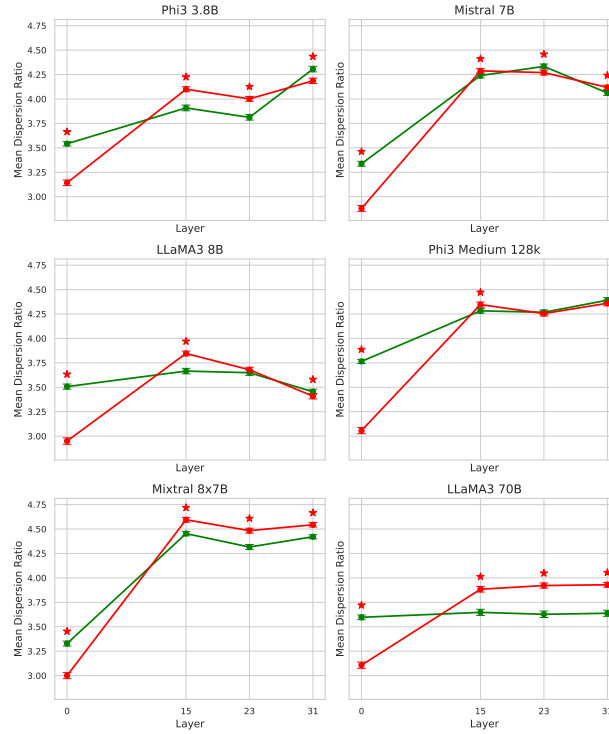 Phi3 3.8B
Mistral 7B
Mean Dispersion Ratio
4.75
4.50
4.25
4.00
3.75
3.50
3.25
3.00
Layer
Mean Dispersion Ratio
Layer
LLaMA3 8B
Phi3 Medium 128k
Mean Dispersion Ratio
4.75
4.50
4.25
4.00
3.75
3.50
3.25
3.00
Layer
Mean Dispersion Ratio
Layer
Mixtral 8x7B
LLaMA3 70B
Mean Dispersion Ratio
4.75
4.50
4.25
4.00
3.75
3.50
3.25
3.00
0 15 23 31
Layer
Mean Dispersion Ratio
0 15 23
Layer